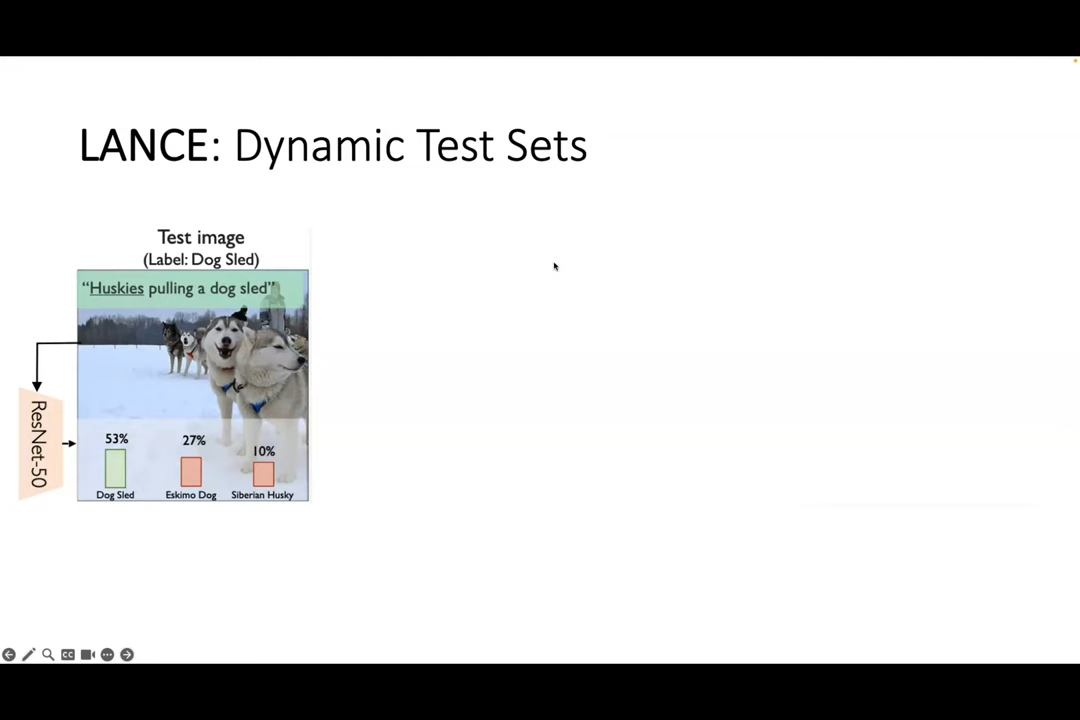 LANCE: Dynamic Test Sets
Test image
(Label: Dog Sled)
“Huskies pulling a dog sled”
ResNet-50
53%
27%
10%
Dog Sled
Eskimo Dog
Siberian Husky
CC